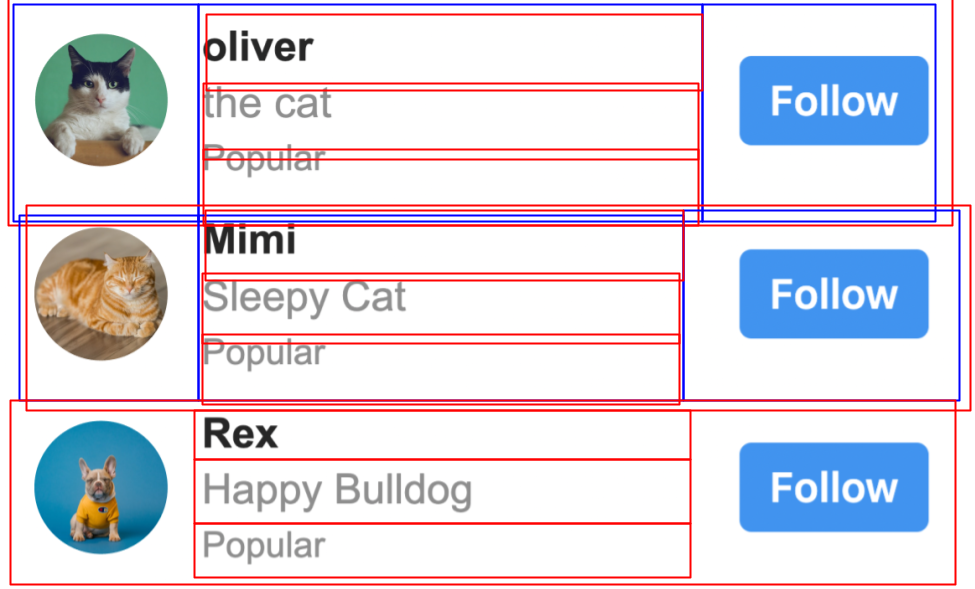 oliver
the cat
Popular
Follow
Mimi
Sleepy Cat
Popular
Follow
Rex
Happy Bulldog
Popular
Follow